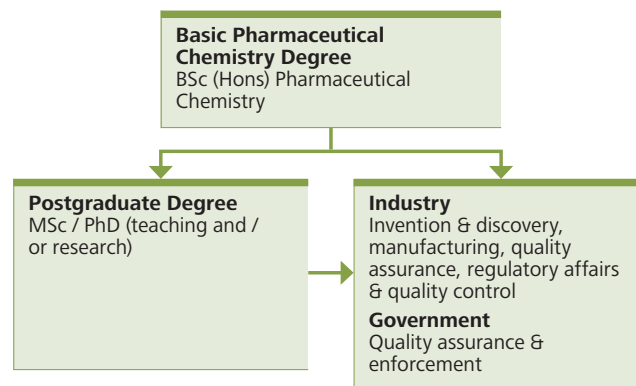 Basic Pharmaceutical
Chemistry Degree
BSc (Hons) Pharmaceutical
Chemistry
Postgraduate Degree
MSc / PhD (teaching and /
or research)
Industry
Invention & discovery,
manufacturing, quality
assurance, regulatory affairs
& quality control
Government
Quality assurance &
enforcement